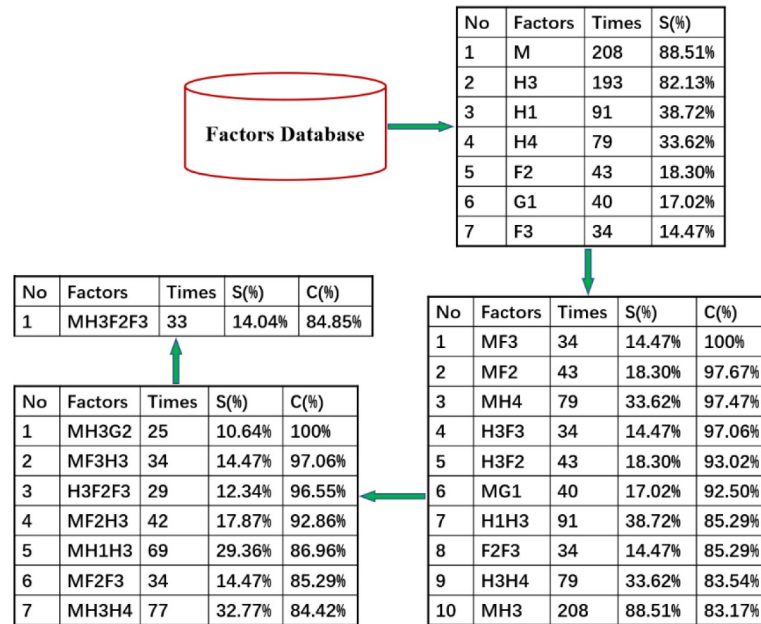 Factors Database
No Factors Times S(%)
1 M 208 88.51%
2 H3 193 82.13%
3 H1 91 38.72%
4 H4 79 33.62%
5 F2 43 18.30%
6 G1 40 17.02%
7 F3 34 14.47%
No Factors Times S(%) C(%)
1 MF3 34 14.47% 100%
2 MF2 43 18.30% 97.67%
3 MH4 79 33.62% 97.47%
4 H3F3 34 14.47% 97.06%
5 H3F2 43 18.30% 93.02%
6 MG1 40 17.02% 92.50%
7 H1H3 91 38.72% 85.29%
8 F2F3 34 14.47% 85.29%
9 H3H4 79 33.62% 83.54%
10 MH3 208 88.51% 83.17%
No Factors Times S(%) C(%)
1 MH3G2 25 10.64% 100%
2 MF3H3 34 14.47% 97.06%
3 H3F2F3 29 12.34% 96.55%
4 MF2H3 42 17.87% 92.86%
5 MH1H3 69 29.36% 86.96%
6 MF2F3 34 14.47% 85.29%
7 MH3H4 77 32.77% 84.42%
No Factors Times S(%) C(%)
1 MH3F2F3 33 14.04% 84.85%